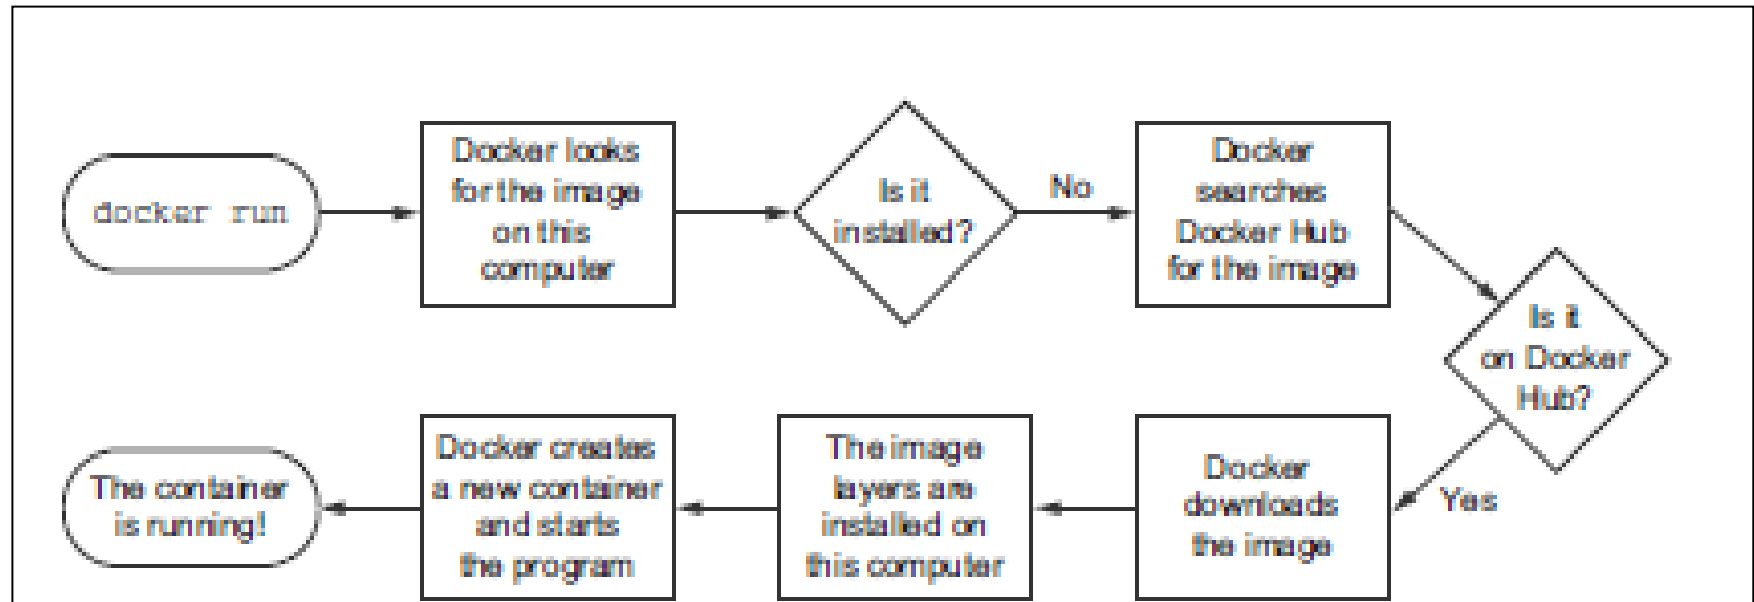 docker run
Docker looks
for the image
on this
computer
Is it
installed?
No
Docker
searches
Docker Hub
for the image
Is it
on Docker
Hub?
Yes
Docker
downloads
the image
The image
layers are
installed on
this computer
Docker creates
a new container
and starts
the program
The container
is running!